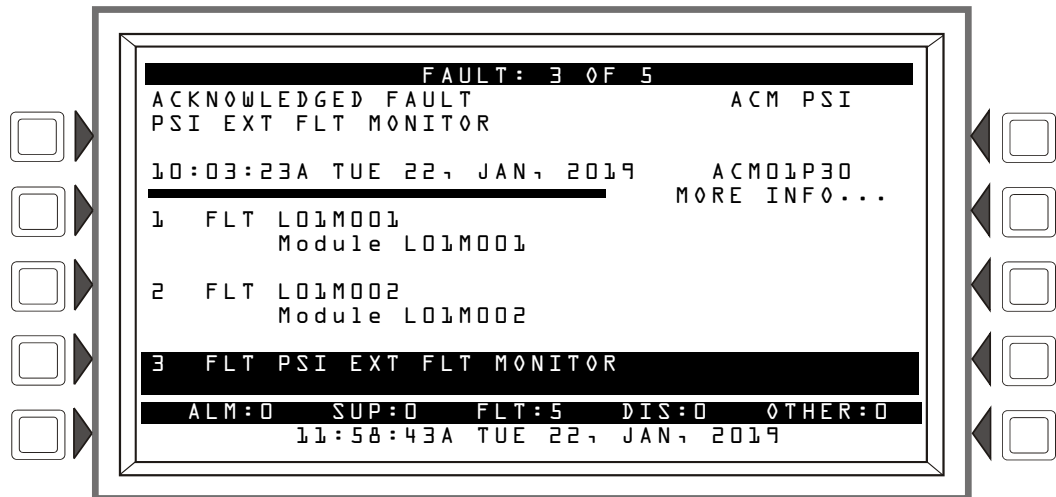 FAULT: 3 OF 5
ACKNOWLEDGED FAULT ACM PSI
PSI EXT FLT MONITOR
10:03:23A TUE 22, JAN, 2019 ACM01P30
MORE INFO...
1 FLT L01M001
Module L01M001
2 FLT L01M002
Module L01M002
3 FLT PSI EXT FLT MONITOR
ALM:0 SUP:0 FLT:5 DIS:0 OTHER:0
11:58:43A TUE 22, JAN, 2019